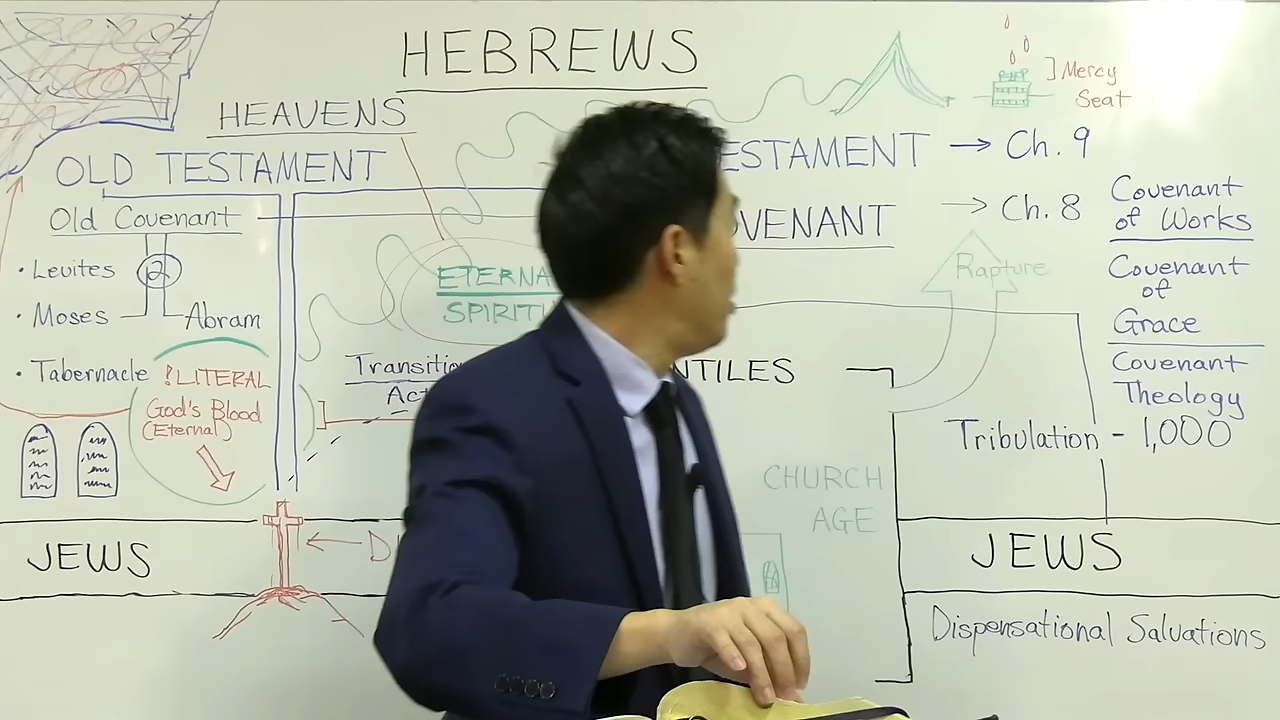 HEBREWS
] Mercy
Seat
HEAVENS
OLD TESTAMENT
ESTAMENT → Ch. 9
Old Covenant
VENANT → Ch. 8
Covenant
of Works
• Levites
2
ETERNA
SPIRITU
Rapture
Covenant
of
Grace
• Moses
Abram
• Tabernacle
! LITERAL
God's Blood
(Eternal)
Transitio
Act
NTILES
Covenant
Theology
Tribulation - 1,000
CHURCH
AGE
JEWS
D
JEWS
Dispensational Salvations